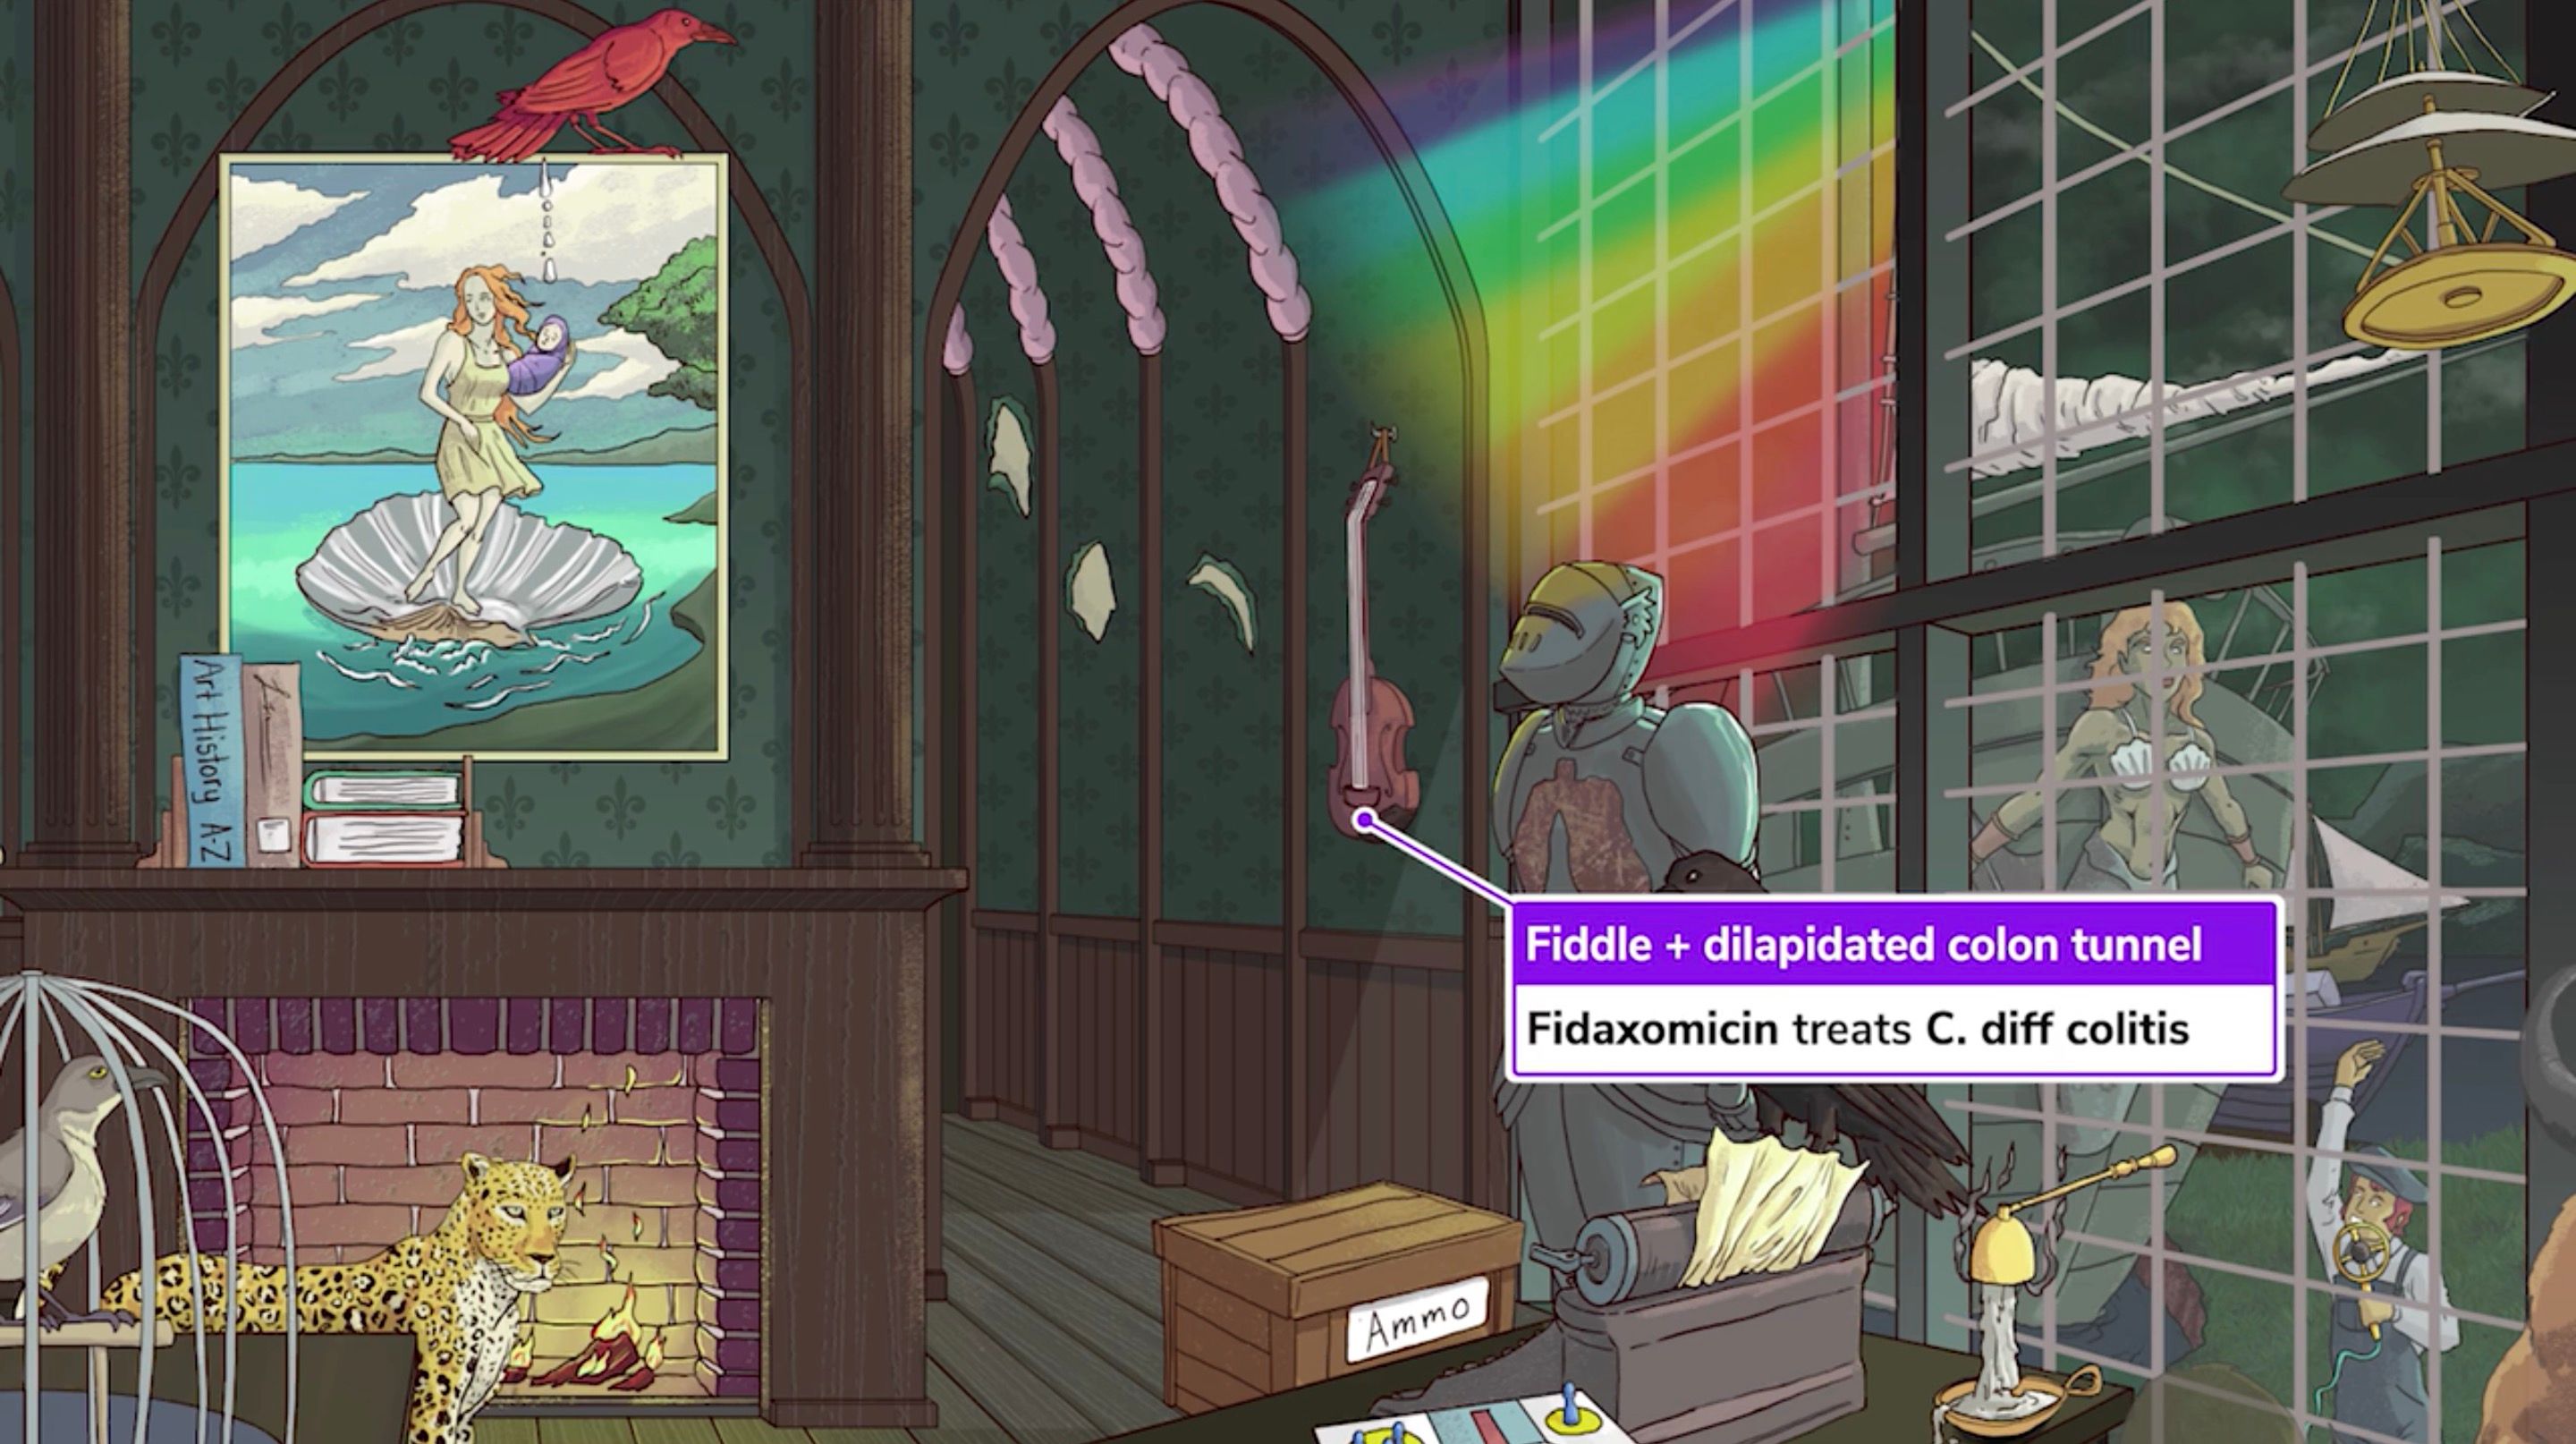 Art History A-Z
Fiddle + dilapidated colon tunnel
Fidaxomicin treats C. diff colitis
Ammo